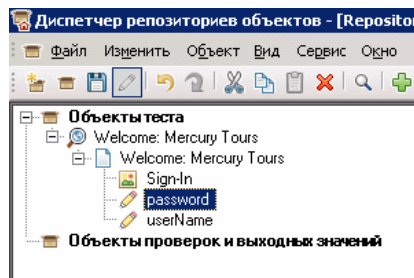 Диспетчер репозиториев объектов - [Reposito
Файл Изменить Объект Вид Сервис Окно
Объекты теста
Welcome: Mercury Tours
Welcome: Mercury Tours
Sign-In
password
userName
Объекты проверок и выходных значений